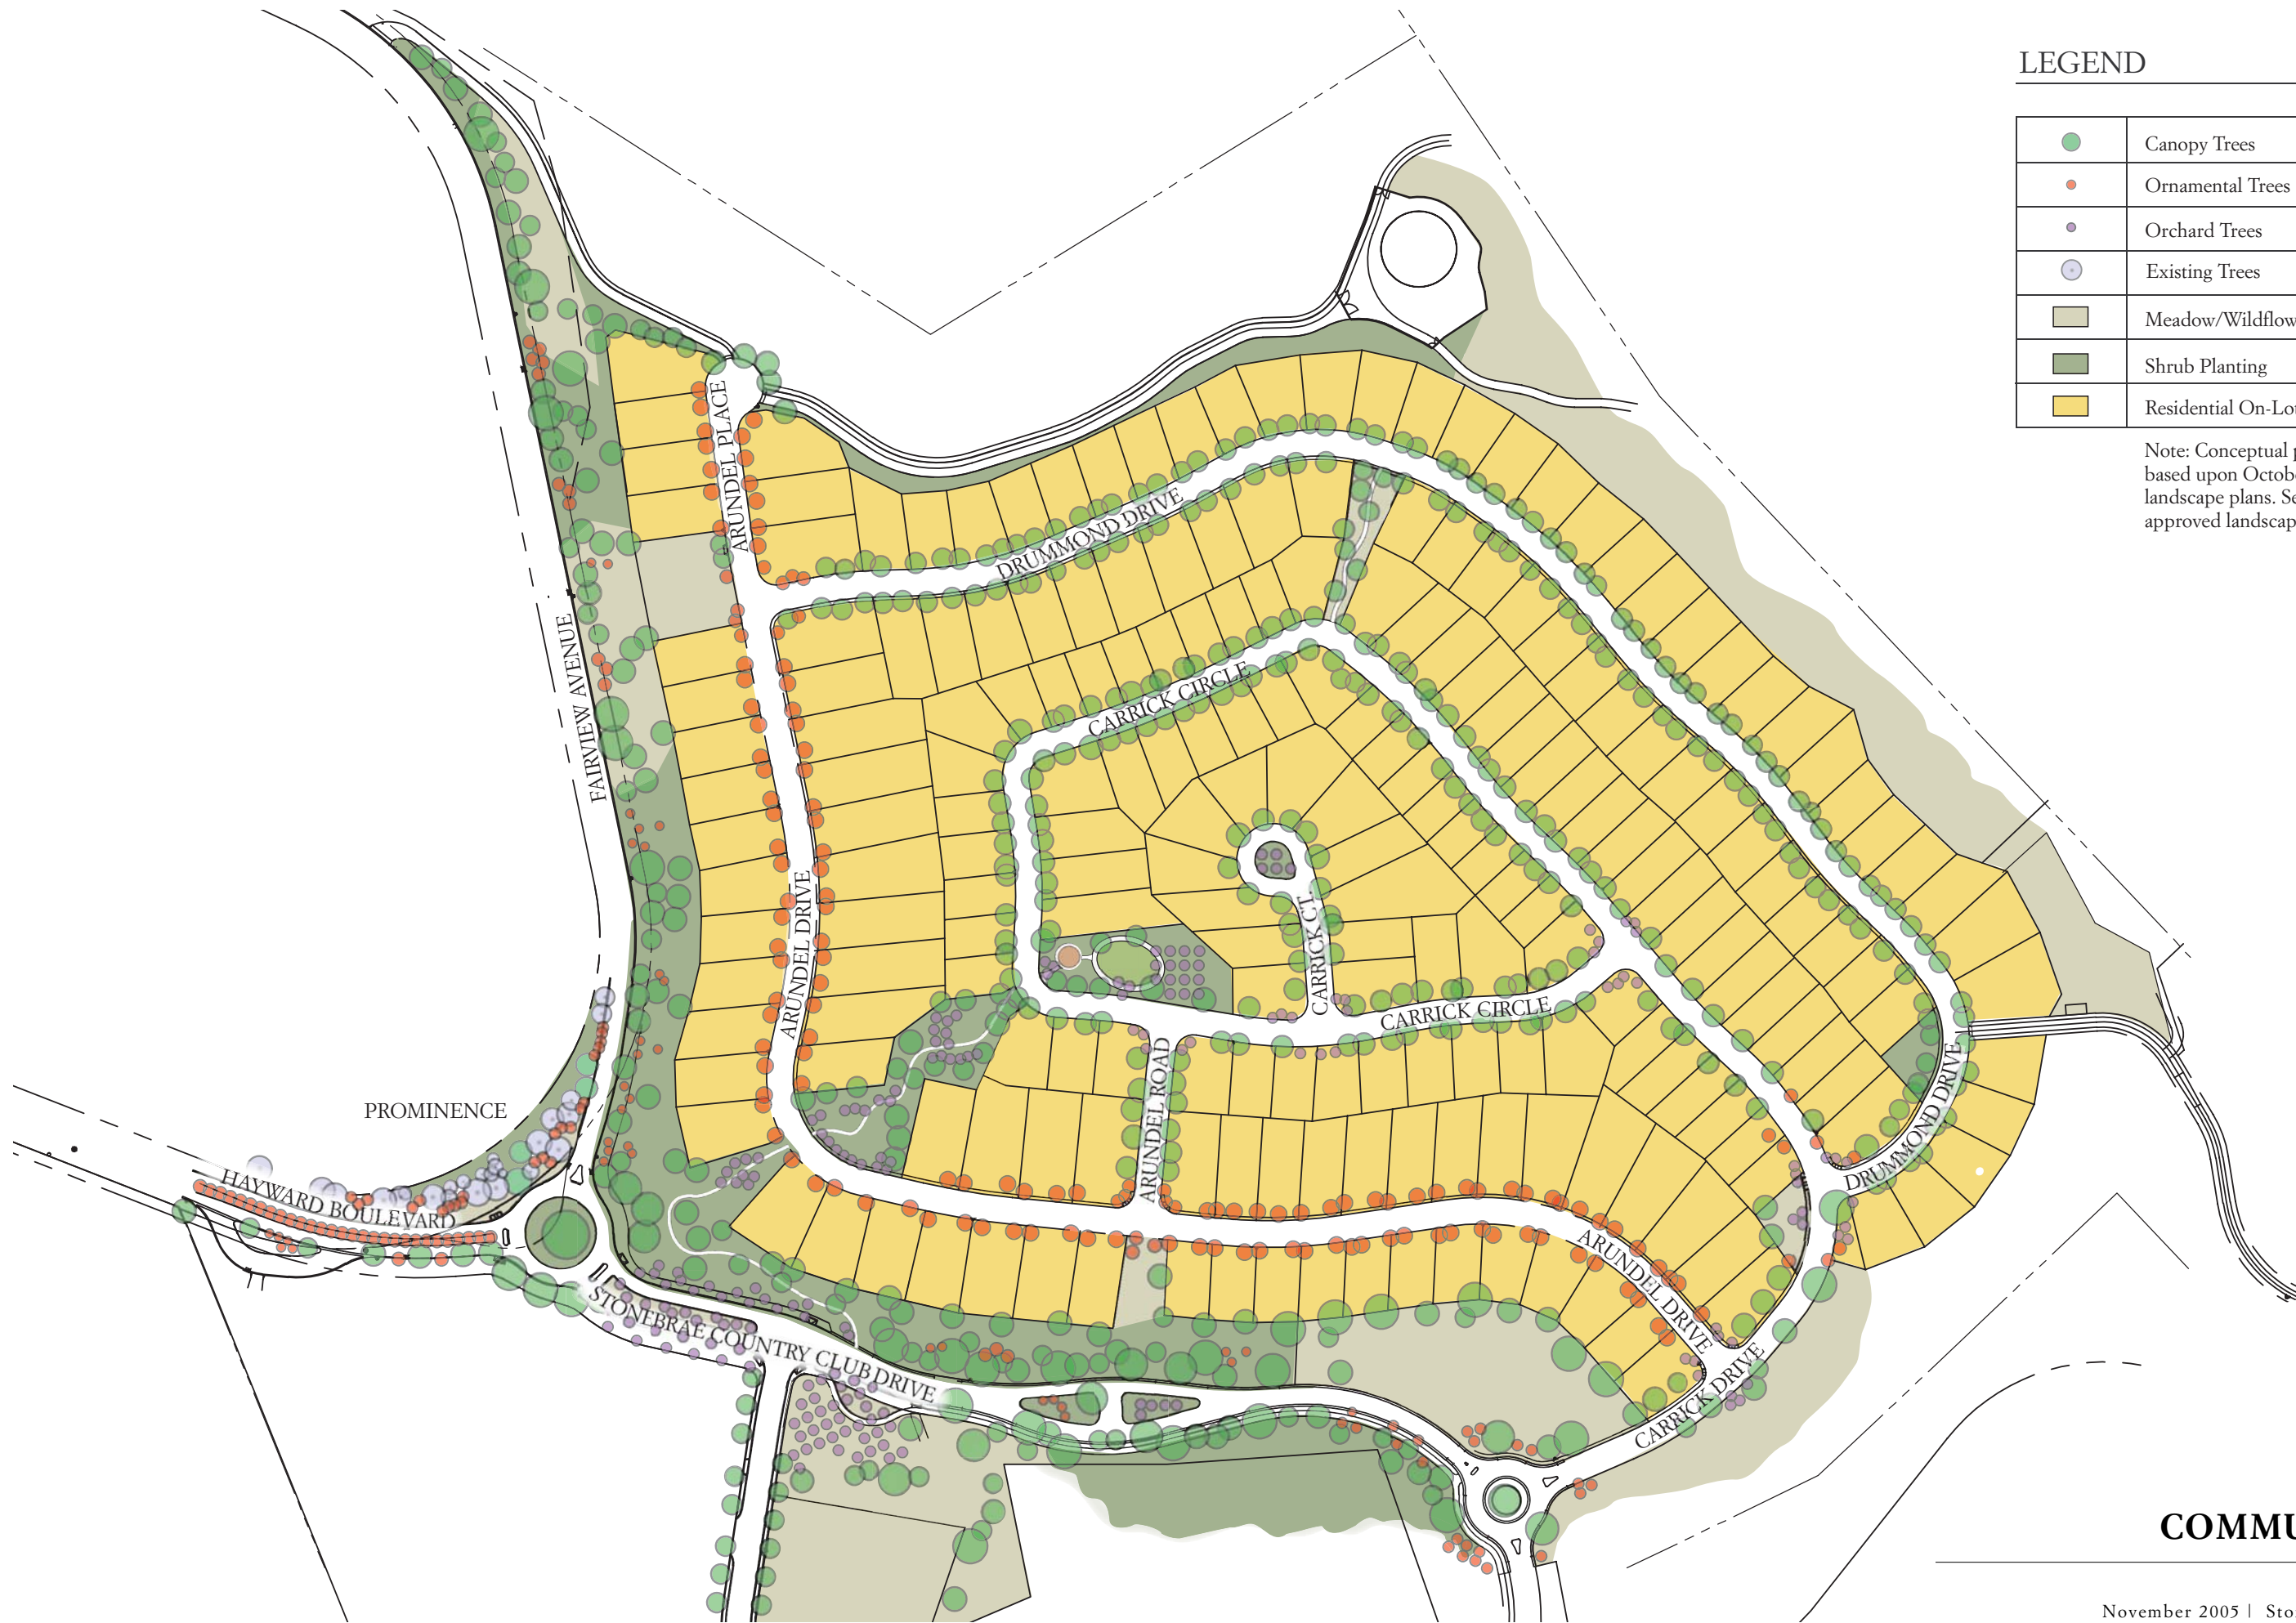 LEGEND
Canopy Trees
Ornamental Trees
Orchard Trees
Existing Trees
Meadow/Wildflow
Shrub Planting
Residential On-Lo
Note: Conceptual
based upon Octob
landscape plans. Se
approved landscap
ARUNDEL PLACE
DRUMMOND DRIVE
FAIRVIEW AVENUE
CARRICK CIRCLE
ARUNDEL DRIVE
CARRICK CT.
CARRICK CIRCLE
ARUNDEL ROAD
DRUMMOND DRIVE
PROMINENCE
HAYWARD BOULEVARD
ARUNDEL DRIVE
STONEBRAE COUNTRY CLUB DRIVE
CARRICK DRIVE
COMMU
November 2005 | Sto